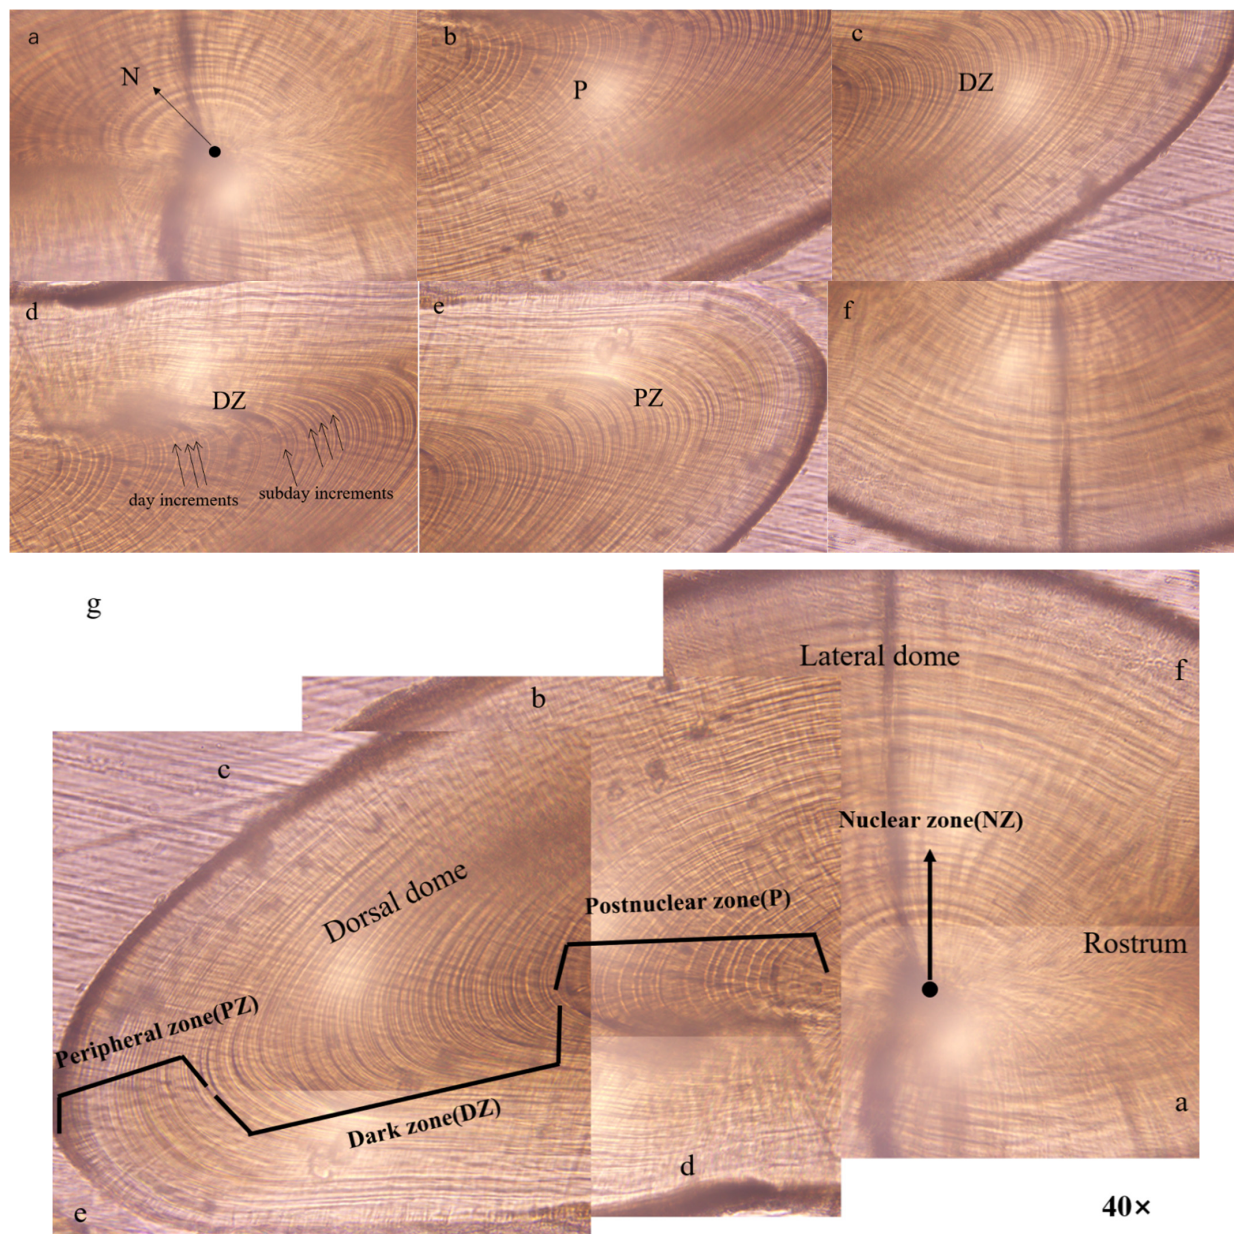 a
N
b
P
c
DZ
d
DZ
day increments
subday increments
e
PZ
f
g
Lateral dome
f
b
c
Nuclear zone(NZ)
Dorsal dome
Postnuclear zone(P)
Rostrum
Peripheral zone(PZ)
Dark zone(DZ)
a
d
e
40×